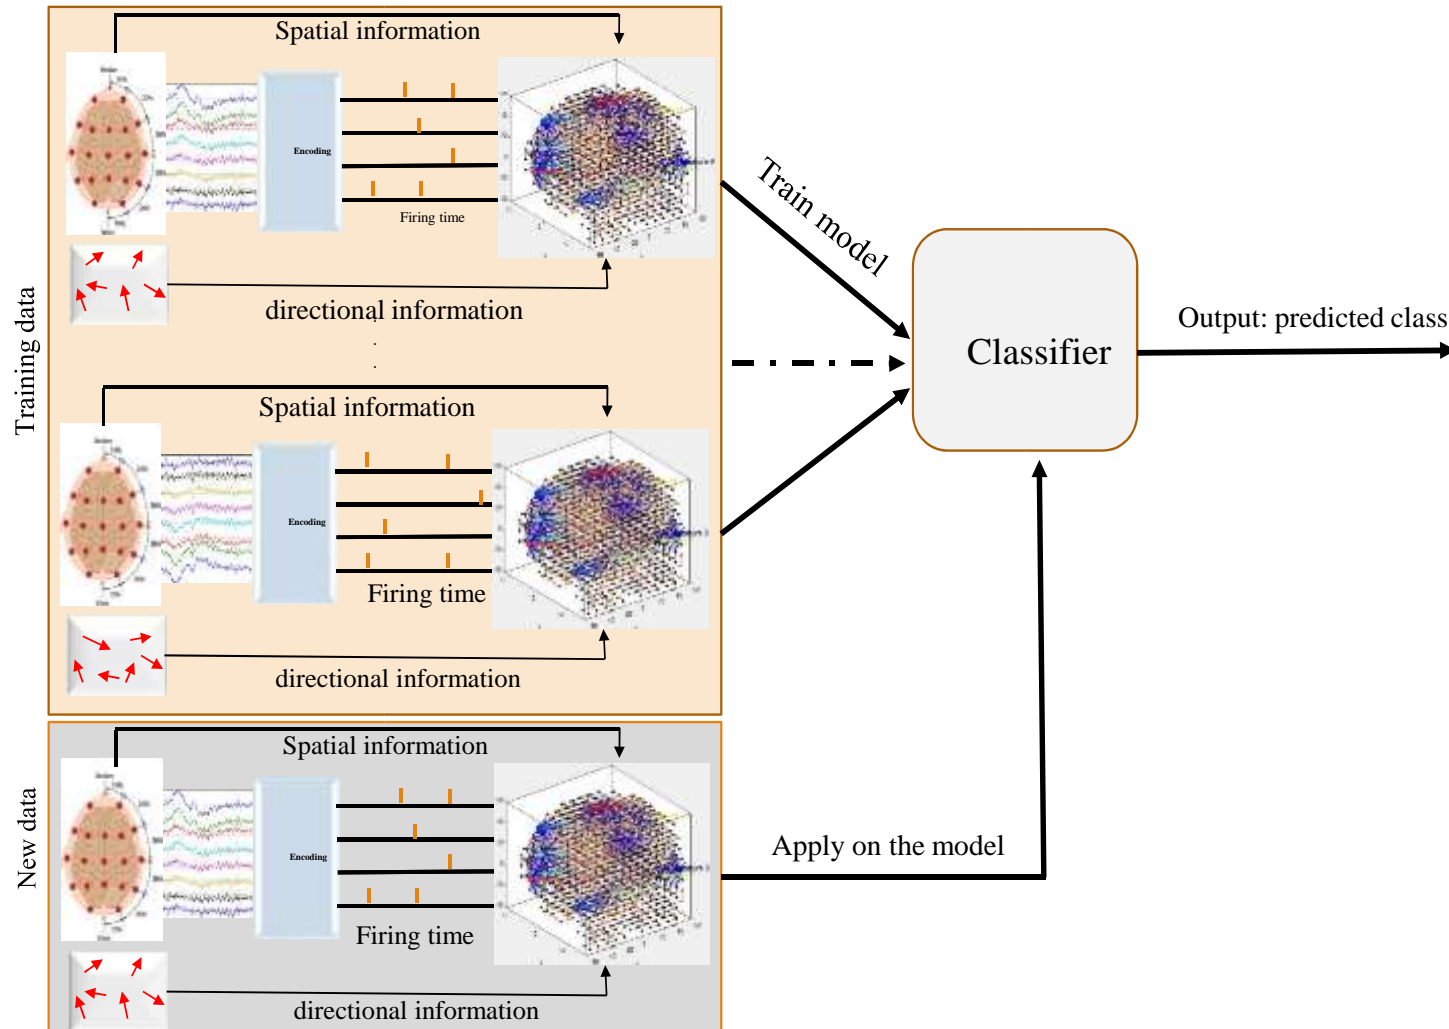 Spatial information
Encoding
Firing time
directional information
Training data
Train model
Classifier
Output: predicted class
Spatial information
Encoding
Firing time
directional information
New data
Spatial information
Encoding
Firing time
directional information
Apply on the model